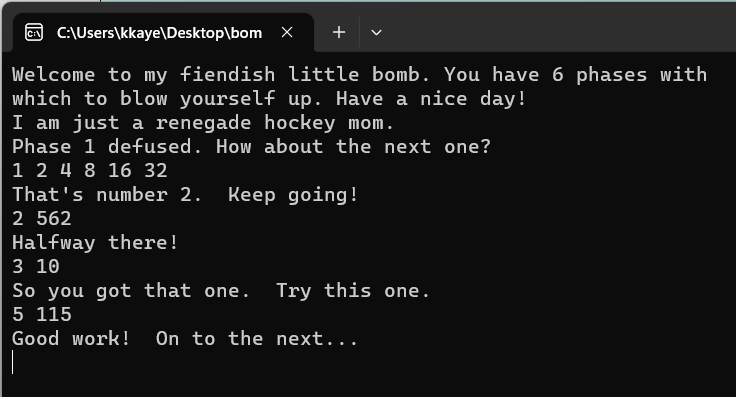 C:\Users\kkaye\Desktop\bom
Welcome to my fiendish little bomb. You have 6 phases with
which to blow yourself up. Have a nice day!
I am just a renegade hockey mom.
Phase 1 defused. How about the next one?
1 2 4 8 16 32
That's number 2.  Keep going!
2 562
Halfway there!
3 10
So you got that one.  Try this one.
5 115
Good work!  On to the next...